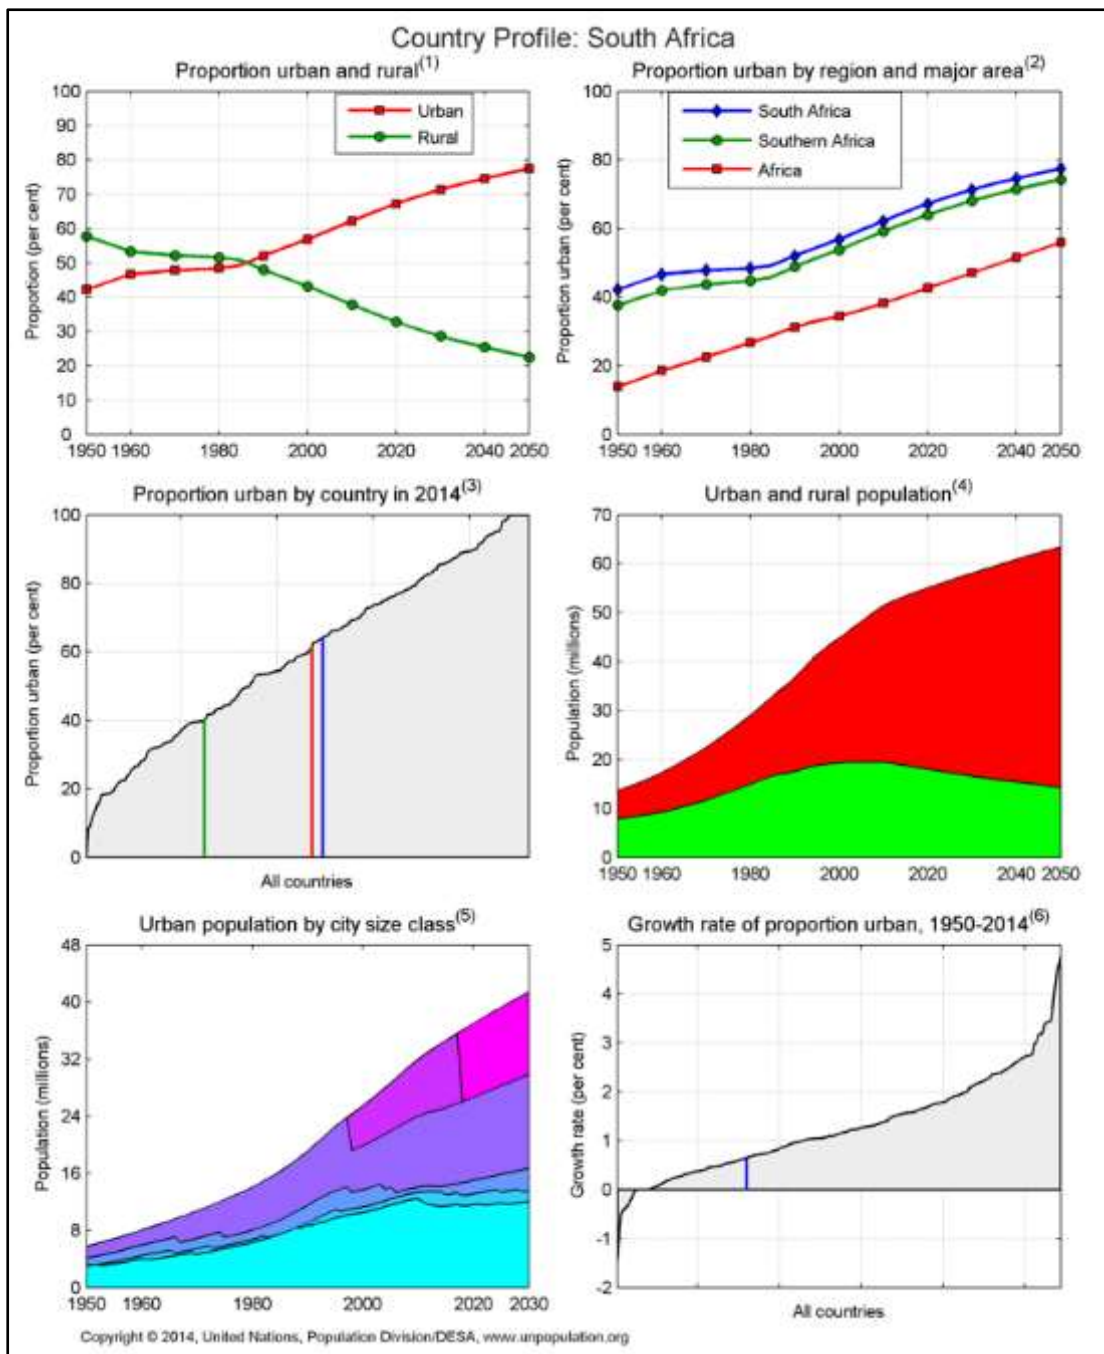 Country Profile: South Africa
Proportion urban and rural(1)
Proportion (per cent)
100
90
80
70
60
50
40
30
20
10
0
Urban
Rural
1950 1960 1980 2000 2020 2040 2050
Proportion urban by region and major area(2)
Proportion urban (per cent)
100
80
60
40
20
0
South Africa
Southern Africa
Africa
1950 1960 1980 2000 2020 2040 2050
Proportion urban by country in 2014(3)
Proportion urban (per cent)
100
80
60
40
20
0
All countries
Urban and rural population(4)
Population (millions)
70
60
50
40
30
20
10
0
1950 1960 1980 2000 2020 2040 2050
Urban population by city size class(5)
Population (millions)
48
40
32
24
16
8
0
1950 1960 1980 2000 2020 2030
Growth rate of proportion urban, 1950-2014(6)
Growth rate (per cent)
5
4
3
2
1
0
-1
-2
All countries
Copyright © 2014, United Nations, Population Division/DESA, www.unpopulation.org